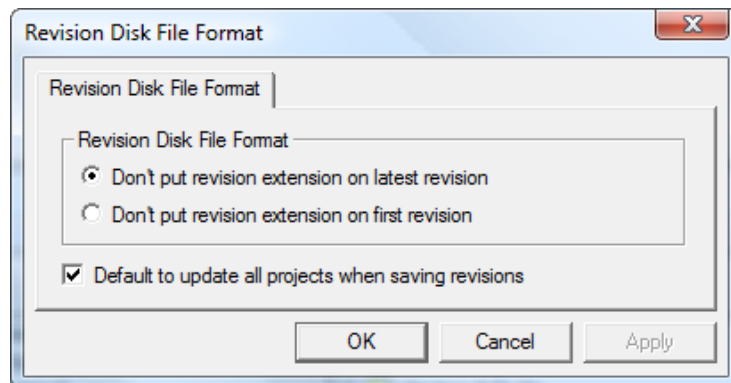 Revision Disk File Format
Revision Disk File Format
Revision Disk File Format
Don't put revision extension on latest revision
Don't put revision extension on first revision
Default to update all projects when saving revisions
OK Cancel Apply